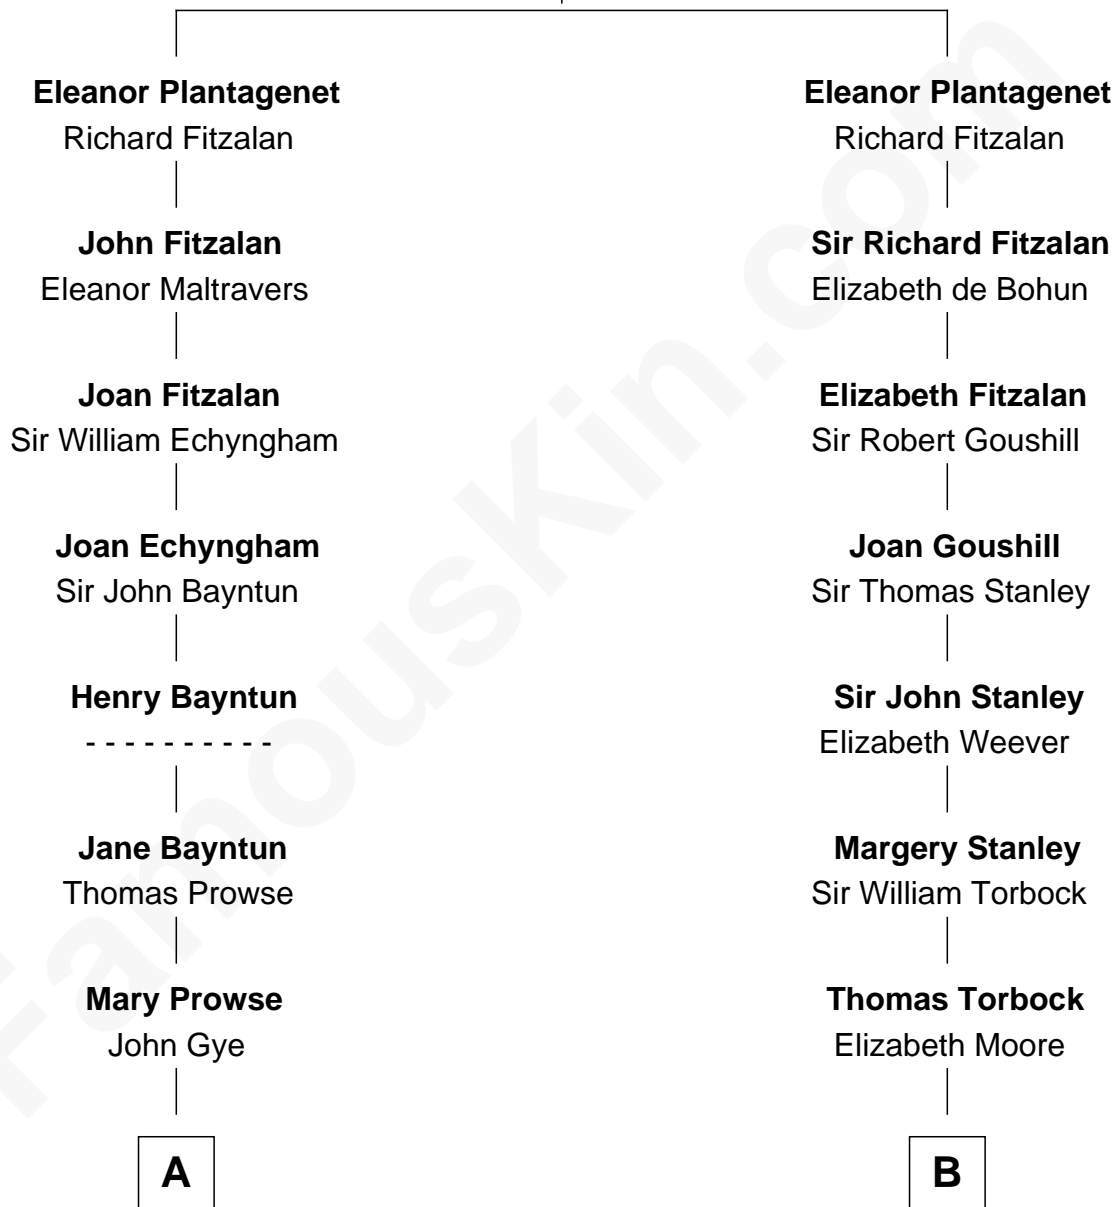 Eleanor Plantagenet
Richard Fitzalan
John Fitzalan
Eleanor Maltravers
Joan Fitzalan
Sir William Echyngham
Joan Echyngham
Sir John Bayntun
Henry Bayntun
- - - - - - - - - -
Jane Bayntun
Thomas Prowse
Mary Prowse
John Gye
A
Eleanor Plantagenet
Richard Fitzalan
Sir Richard Fitzalan
Elizabeth de Bohun
Elizabeth Fitzalan
Sir Robert Goushill
Joan Goushill
Sir Thomas Stanley
Sir John Stanley
Elizabeth Weever
Margery Stanley
Sir William Torbock
Thomas Torbock
Elizabeth Moore
B
FamousKin.com